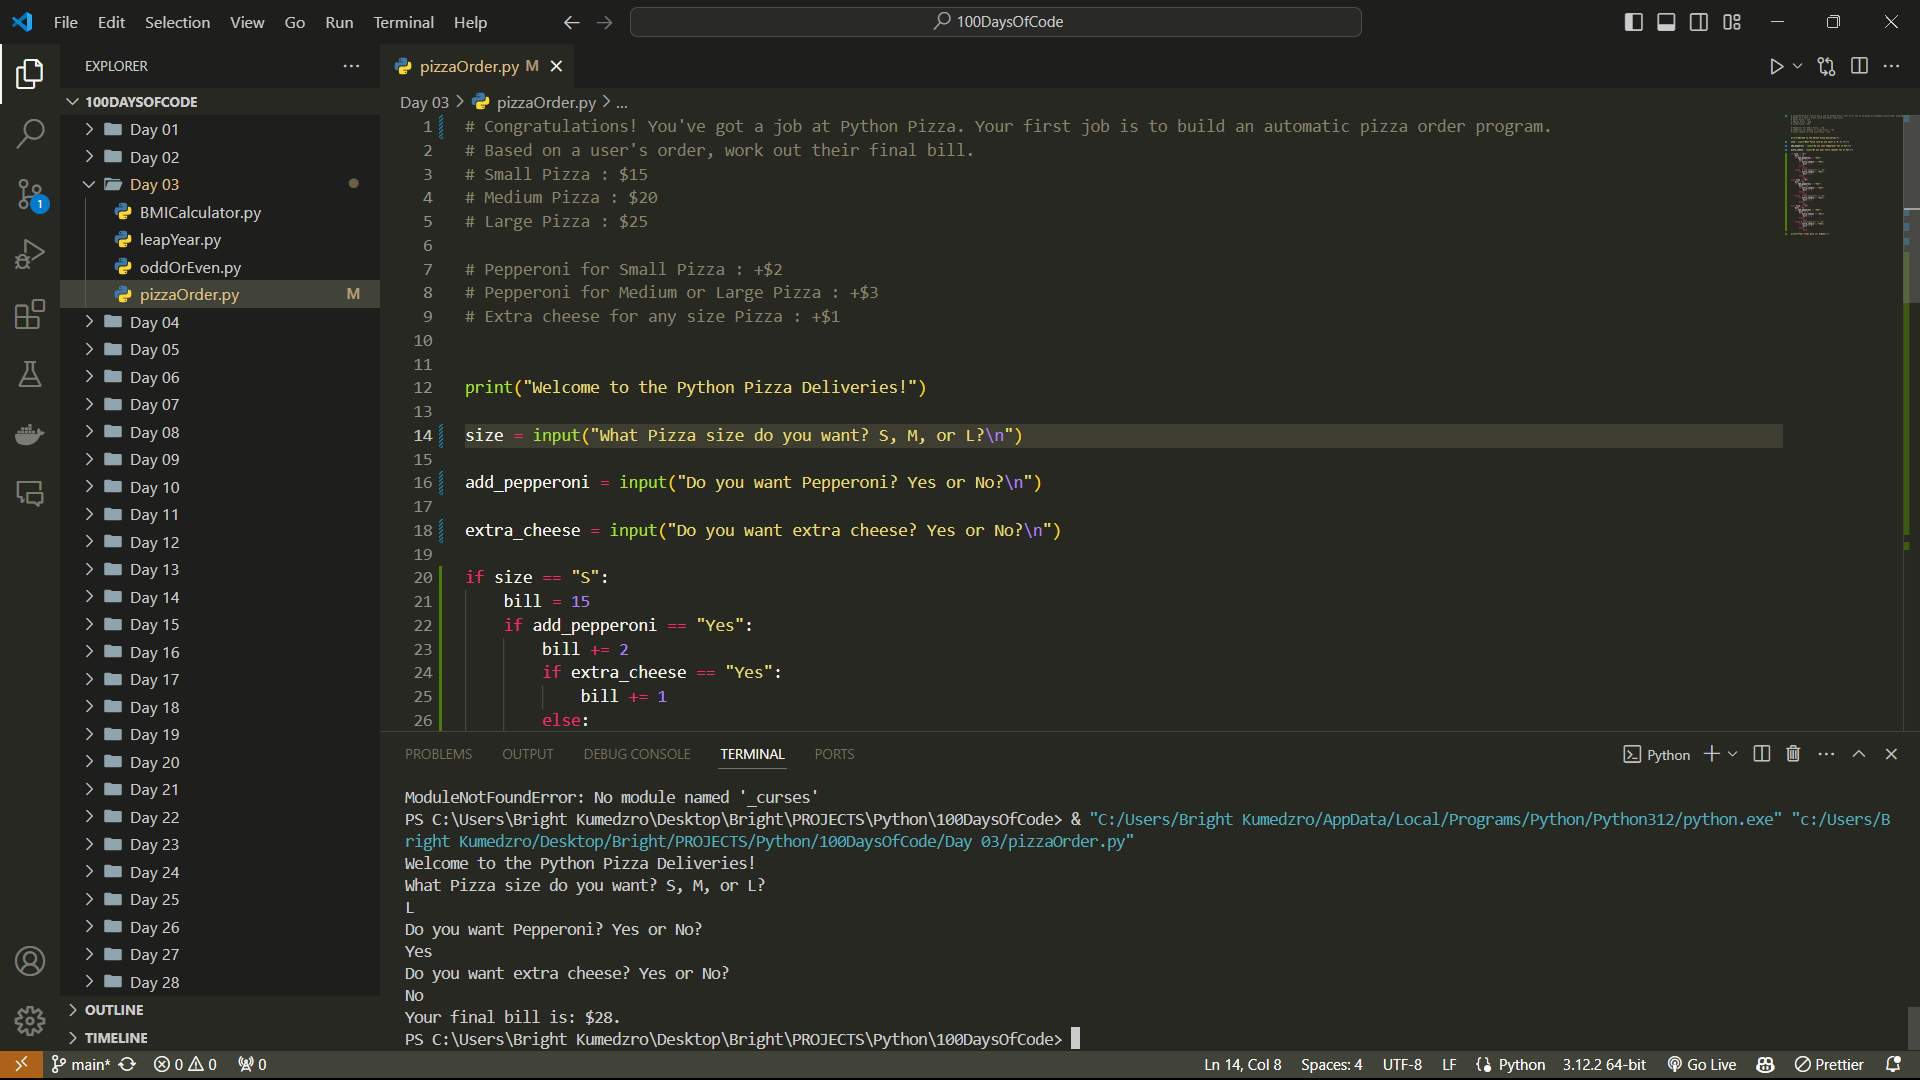 File Edit Selection View Go Run Terminal Help
100DaysOfCode
EXPLORER
100DAYSOFCODE
Day 01
Day 02
Day 03
BMICalculator.py
leapYear.py
oddOrEven.py
pizzaOrder.py M
Day 04
Day 05
Day 06
Day 07
Day 08
Day 09
Day 10
Day 11
Day 12
Day 13
Day 14
Day 15
Day 16
Day 17
Day 18
Day 19
Day 20
Day 21
Day 22
Day 23
Day 24
Day 25
Day 26
Day 27
Day 28
OUTLINE
TIMELINE
1
pizzaOrder.py M
Day 03 > pizzaOrder.py > ...
1 # Congratulations! You've got a job at Python Pizza. Your first job is to build an automatic pizza order program.
2 # Based on a user's order, work out their final bill.
3 # Small Pizza : $15
4 # Medium Pizza : $20
5 # Large Pizza : $25
6
7 # Pepperoni for Small Pizza : +$2
8 # Pepperoni for Medium or Large Pizza : +$3
9 # Extra cheese for any size Pizza : +$1
10
11
12 print("Welcome to the Python Pizza Deliveries!")
13
14 size = input("What Pizza size do you want? S, M, or L?\n")
15
16 add_pepperoni = input("Do you want Pepperoni? Yes or No?\n")
17
18 extra_cheese = input("Do you want extra cheese? Yes or No?\n")
19
20 if size == "S":
21     bill = 15
22     if add_pepperoni == "Yes":
23         bill += 2
24         if extra_cheese == "Yes":
25             bill += 1
26         else:
PROBLEMS OUTPUT DEBUG CONSOLE TERMINAL PORTS
Python
ModuleNotFoundError: No module named '_curses'
PS C:\Users\Bright Kumedzro\Desktop\Bright\PROJECTS\Python\100DaysOfCode> & "C:/Users/Bright Kumedzro/AppData/Local/Programs/Python/Python312/python.exe" "c:/Users/B
right Kumedzro/Desktop/Bright/PROJECTS/Python/100DaysOfCode/Day 03/pizzaOrder.py"
Welcome to the Python Pizza Deliveries!
What Pizza size do you want? S, M, or L?
L
Do you want Pepperoni? Yes or No?
Yes
Do you want extra cheese? Yes or No?
No
Your final bill is: $28.
PS C:\Users\Bright Kumedzro\Desktop\Bright\PROJECTS\Python\100DaysOfCode>
main* 0 0 0 Ln 14, Col 8 Spaces: 4 UTF-8 LF Python 3.12.2 64-bit Go Live Prettier